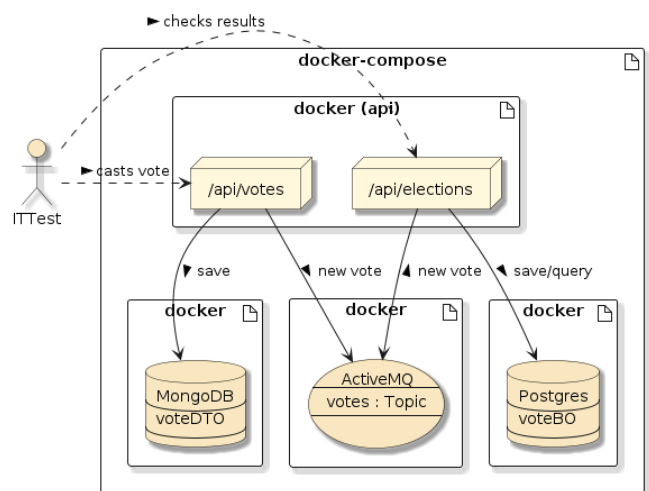 ► checks results
docker-compose
docker (api)
► casts vote
/api/votes
/api/elections
ITTest
save
new vote
new vote
save/query
docker
docker
docker
MongoDB
voteDTO
ActiveMQ
votes : Topic
Postgres
voteBO